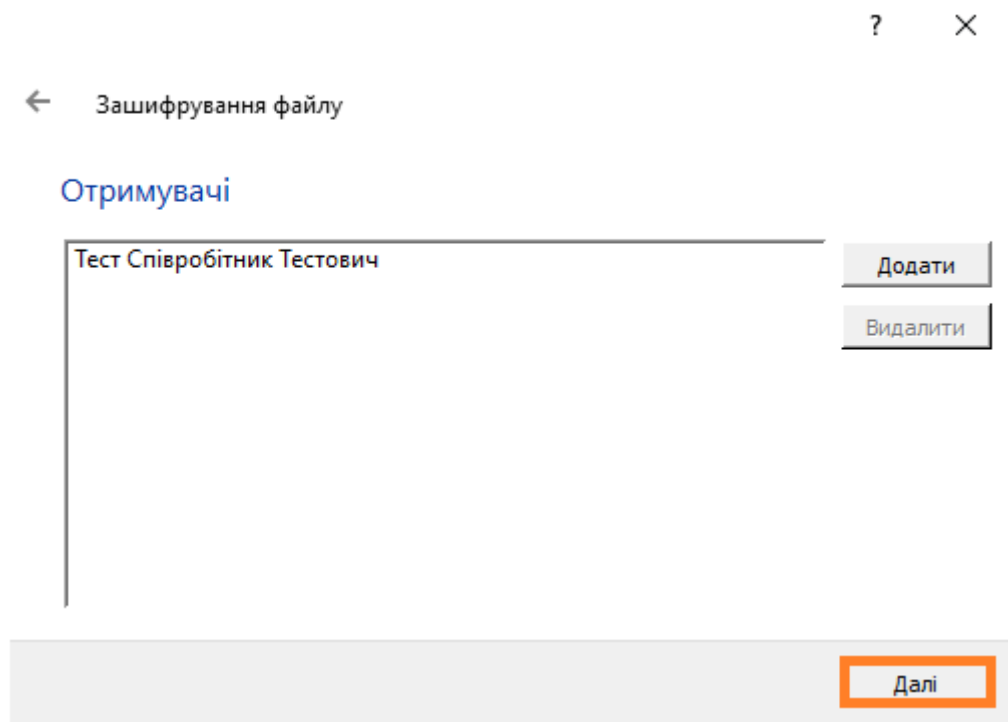 ?
Зашифрування файлу
Отримувачі
Тест Співробітник Тестович
Додати
Видалити
Далі